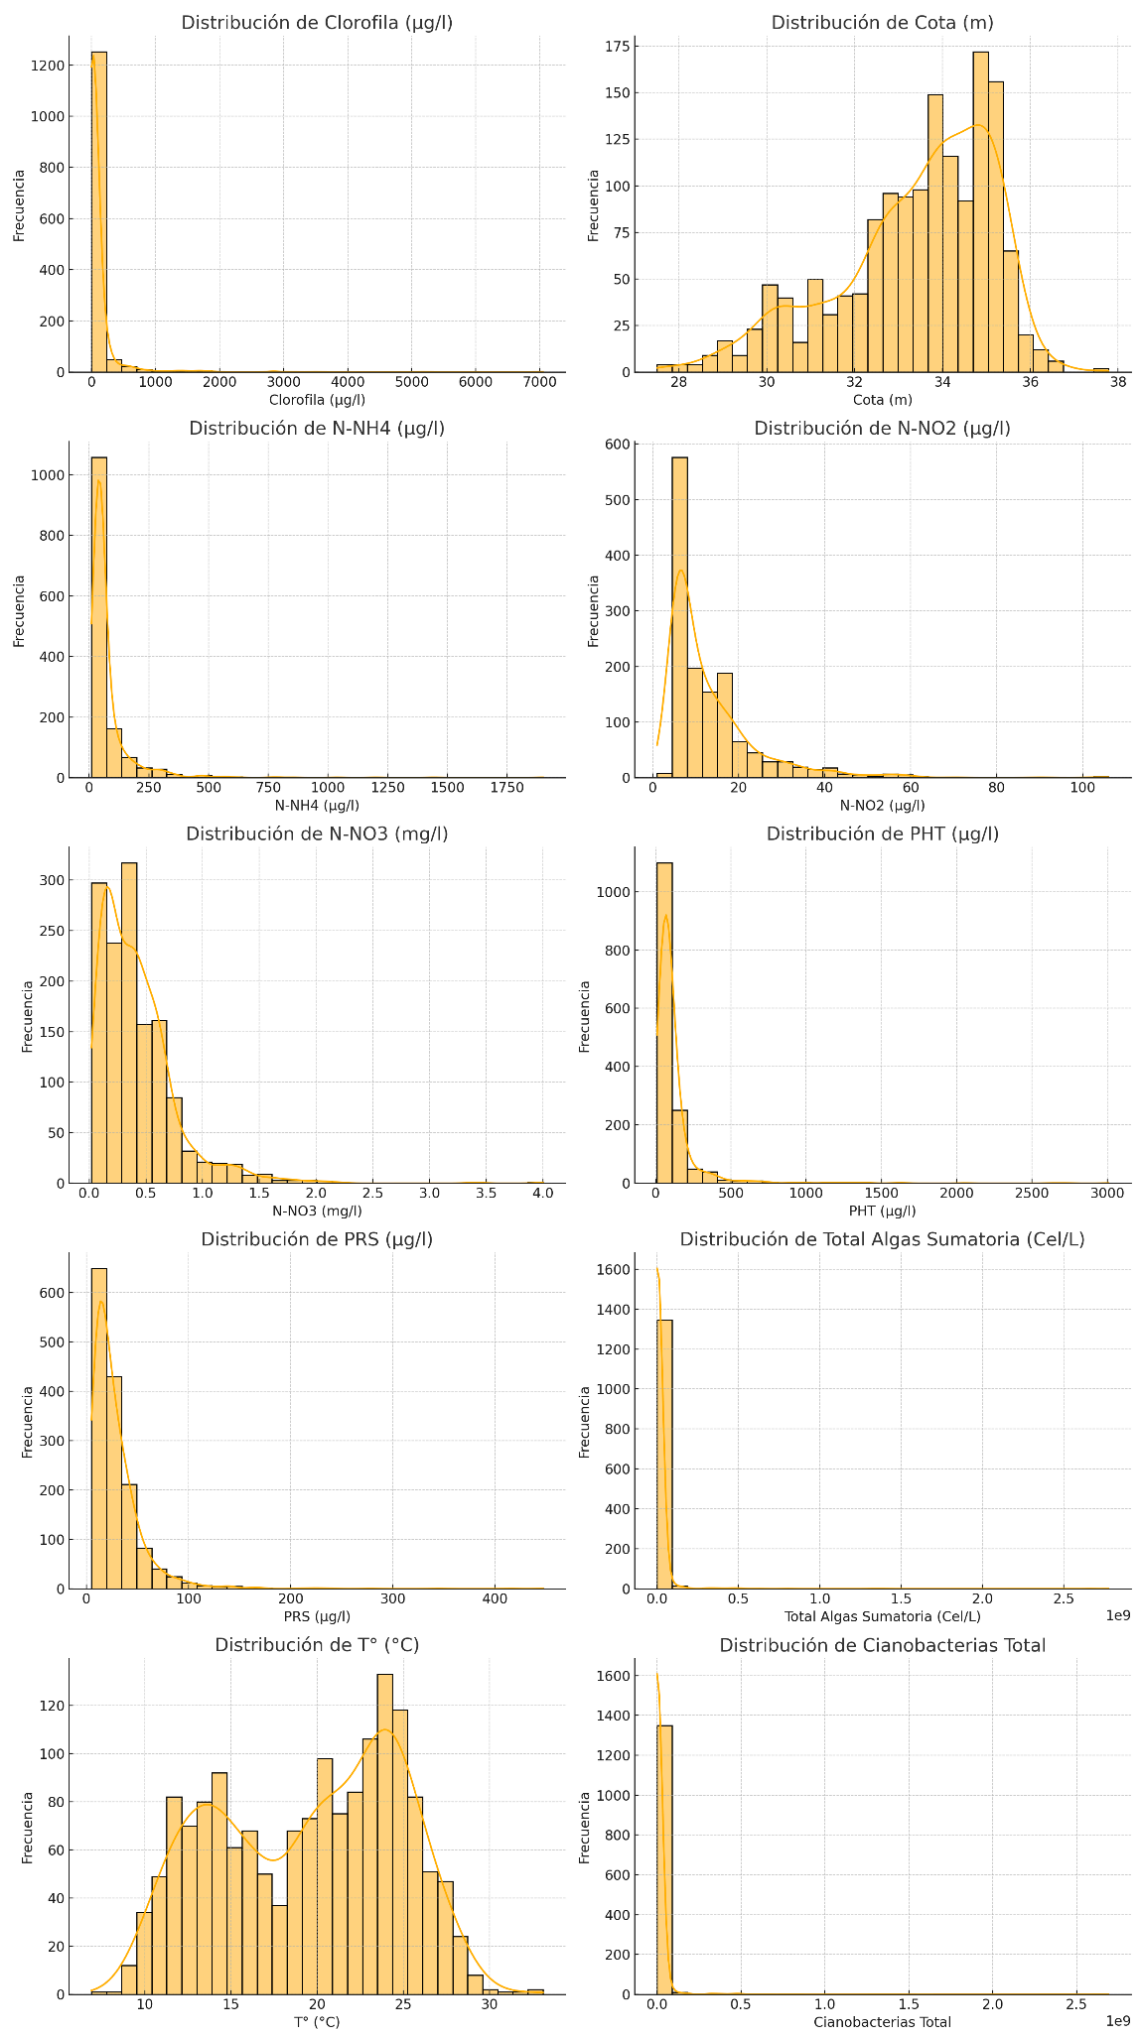 Distribución de Clorofila (µg/l)
1200
1000
800
600
400
200
0
Frecuencia
0 1000 2000 3000 4000 5000 6000 7000
Clorofila (µg/l)
Distribución de Cota (m)
175
150
125
100
75
50
25
0
Frecuencia
28 30 32 34 36 38
Cota (m)
Distribución de N-NH4 (µg/l)
1000
800
600
400
200
0
Frecuencia
0 250 500 750 1000 1250 1500 1750
N-NH4 (µg/l)
Distribución de N-NO2 (µg/l)
600
500
400
300
200
100
0
Frecuencia
0 20 40 60 80 100
N-NO2 (µg/l)
Distribución de N-NO3 (mg/l)
300
250
200
150
100
50
0
Frecuencia
0.0 0.5 1.0 1.5 2.0 2.5 3.0 3.5 4.0
N-NO3 (mg/l)
Distribución de PHT (µg/l)
1000
800
600
400
200
0
Frecuencia
0 500 1000 1500 2000 2500 3000
PHT (µg/l)
Distribución de PRS (µg/l)
600
500
400
300
200
100
0
Frecuencia
0 100 200 300 400
PRS (µg/l)
Distribución de Total Algas Sumatoria (Cel/L)
1600
1400
1200
1000
800
600
400
200
0
Frecuencia
0.0 0.5 1.0 1.5 2.0 2.5
Total Algas Sumatoria (Cel/L)
1e9
Distribución de T° (°C)
120
100
80
60
40
20
0
Frecuencia
10 15 20 25 30
T° (°C)
Distribución de Cianobacterias Total
1600
1400
1200
1000
800
600
400
200
0
Frecuencia
0.0 0.5 1.0 1.5 2.0 2.5
Cianobacterias Total
1e9